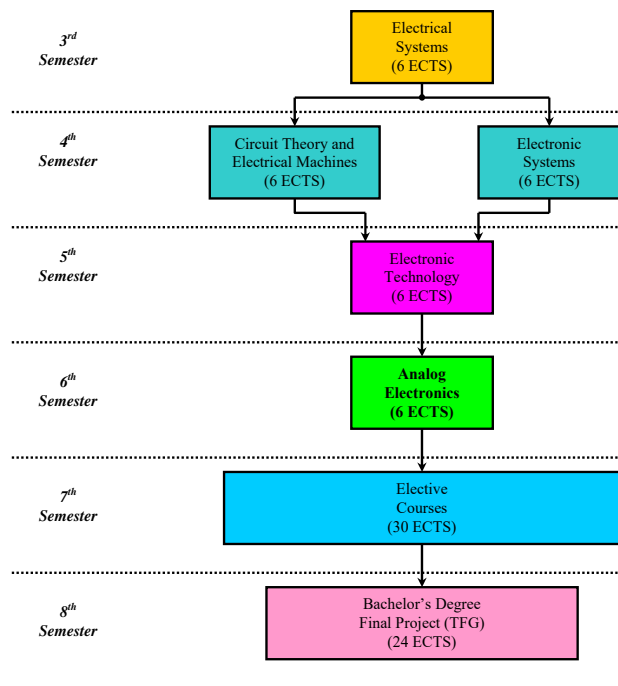 3rd
Semester
Electrical
Systems
(6 ECTS)
4th
Semester
Circuit Theory and
Electrical Machines
(6 ECTS)
Electronic
Systems
(6 ECTS)
5th
Semester
Electronic
Technology
(6 ECTS)
6th
Semester
Analog
Electronics
(6 ECTS)
7th
Semester
Elective
Courses
(30 ECTS)
8th
Semester
Bachelor’s Degree
Final Project (TFG)
(24 ECTS)